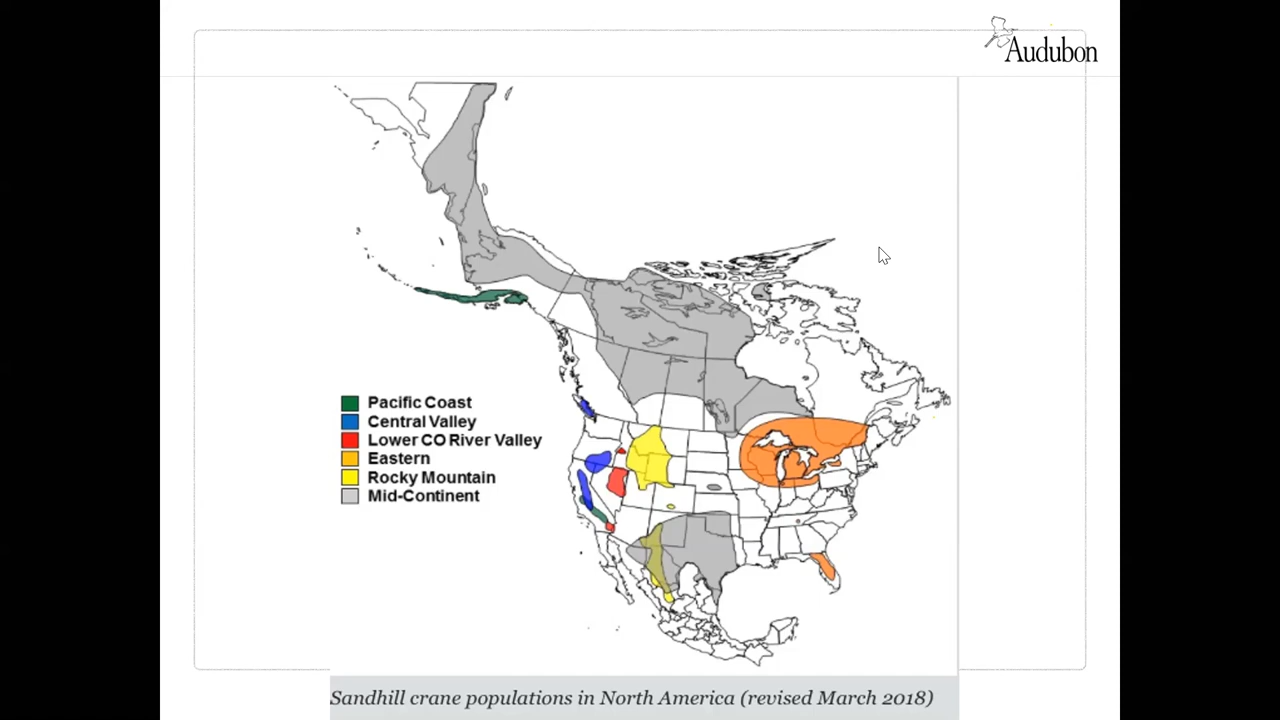 Audubon
Pacific Coast
Central Valley
Lower CO River Valley
Eastern
Rocky Mountain
Mid-Continent
Sandhill crane populations in North America (revised March 2018)